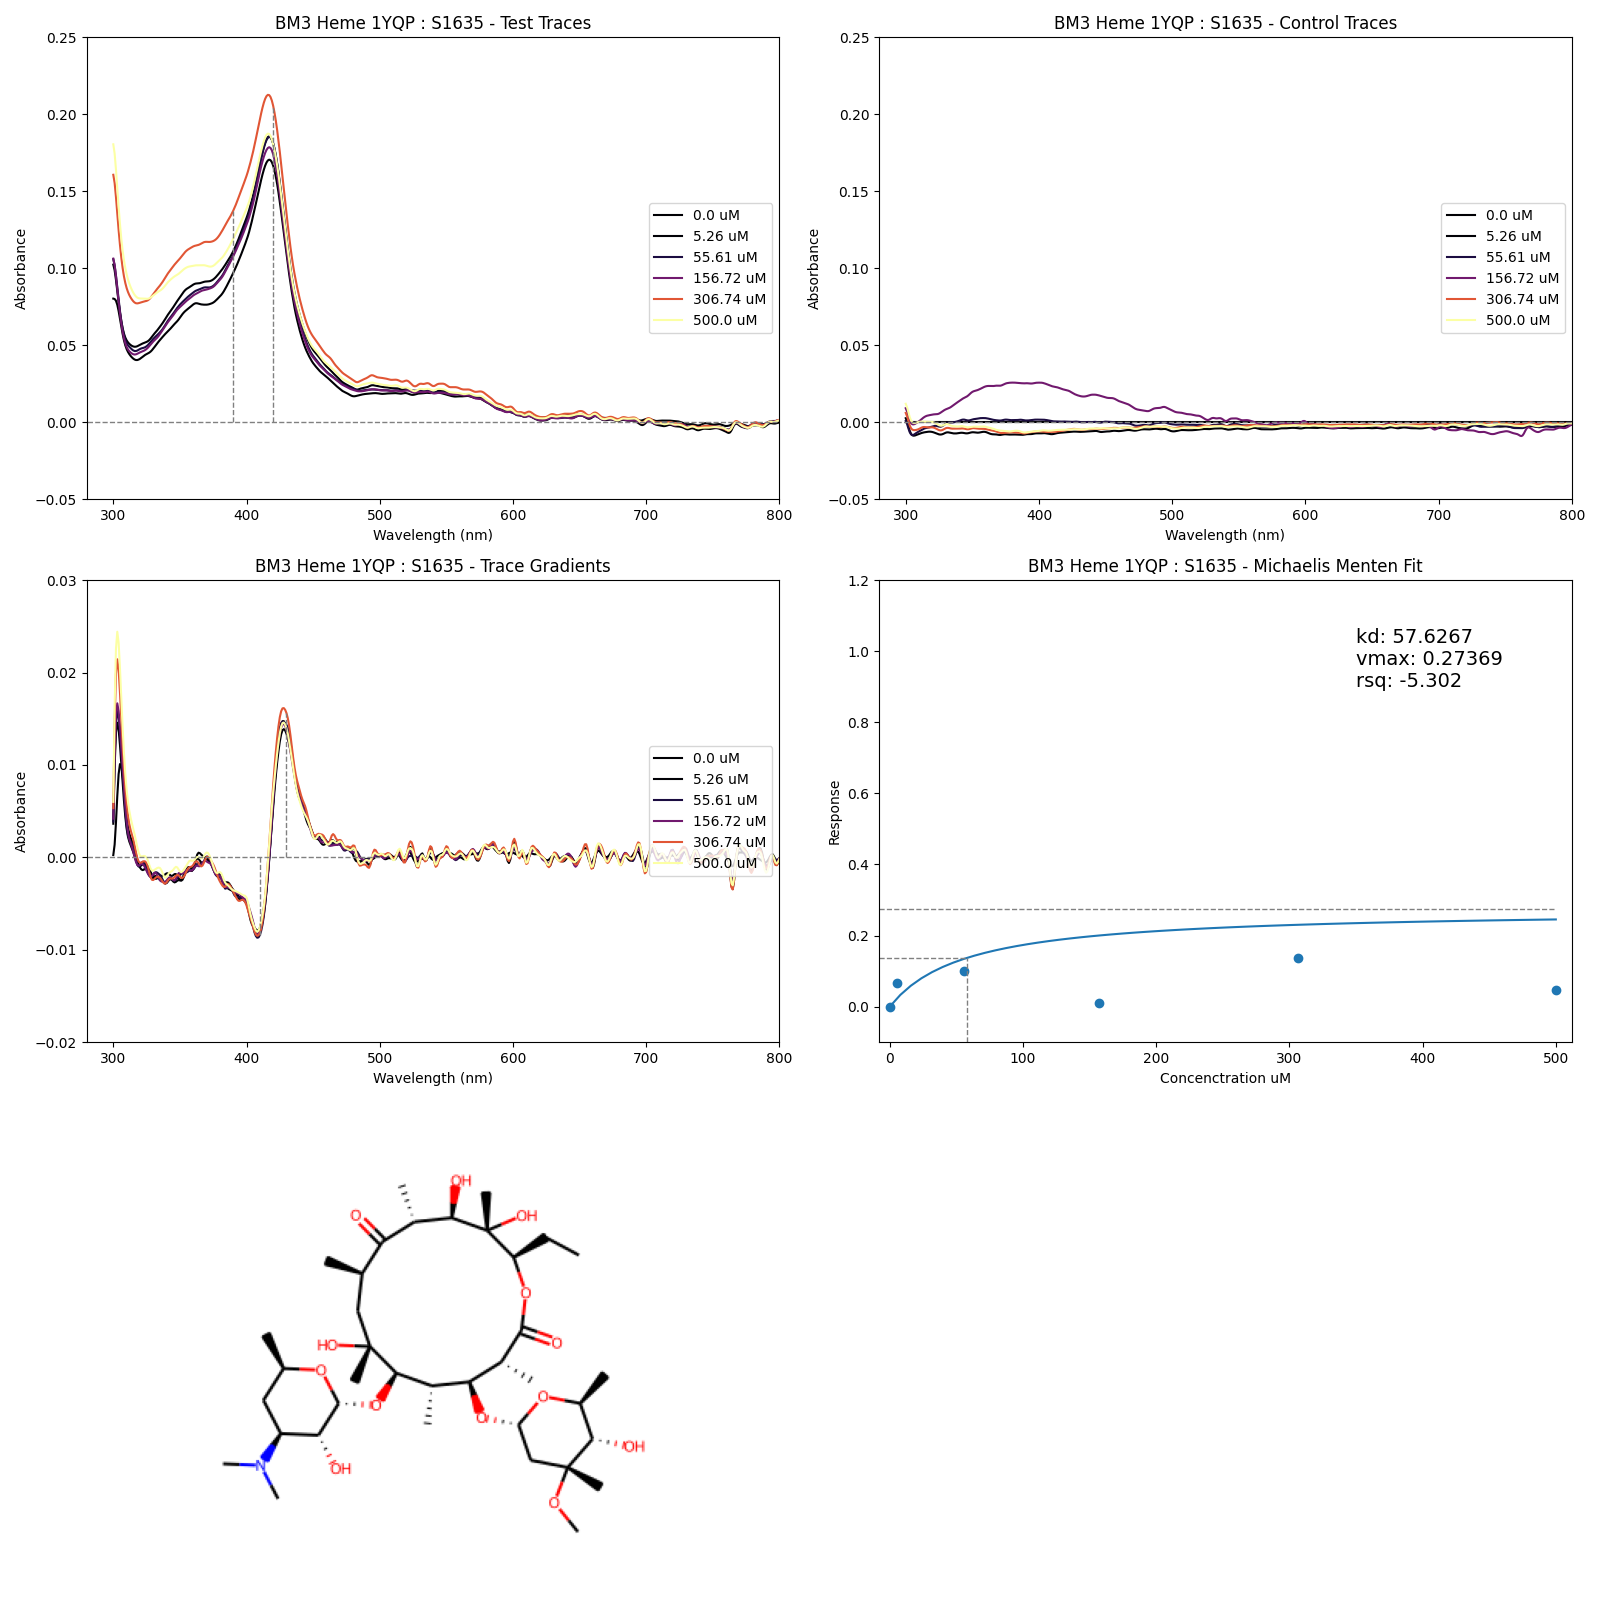 BM3 Heme 1YQP : S1635 - Test Traces
Absorbance
0.25
0.20
0.15
0.10
0.05
0.00
−0.05
300 400 500 600 700 800
Wavelength (nm)
0.0 uM
5.26 uM
55.61 uM
156.72 uM
306.74 uM
500.0 uM
BM3 Heme 1YQP : S1635 - Control Traces
Absorbance
0.25
0.20
0.15
0.10
0.05
0.00
−0.05
300 400 500 600 700 800
Wavelength (nm)
0.0 uM
5.26 uM
55.61 uM
156.72 uM
306.74 uM
500.0 uM
BM3 Heme 1YQP : S1635 - Trace Gradients
Absorbance
0.03
0.02
0.01
0.00
−0.01
−0.02
300 400 500 600 700 800
Wavelength (nm)
0.0 uM
5.26 uM
55.61 uM
156.72 uM
306.74 uM
500.0 uM
BM3 Heme 1YQP : S1635 - Michaelis Menten Fit
Response
1.2
1.0
0.8
0.6
0.4
0.2
0.0
0 100 200 300 400 500
Concenctration uM
kd: 57.6267
vmax: 0.27369
rsq: -5.302
OH
O
OH
O
HO
O
O
O
O
O
O
OH
N
OH
O